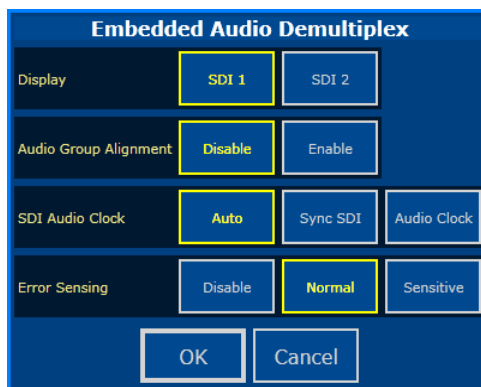 Embedded Audio Demultiplex
Display SDI 1 SDI 2
Audio Group Alignment Disable Enable
SDI Audio Clock Auto Sync SDI Audio Clock
Error Sensing Disable Normal Sensitive
OK Cancel